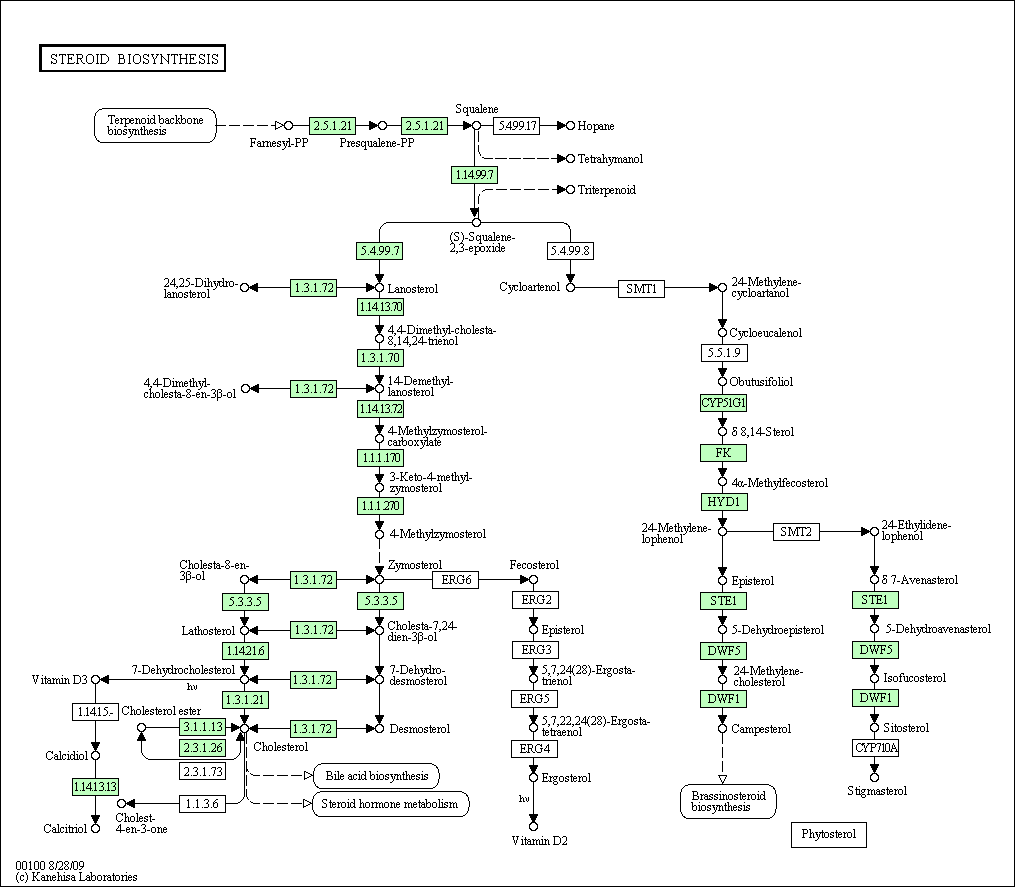 STEROID BIOSYNTHESIS
Squalene
Terpenoid backbone
biosynthesis
2.5.1.21
2.5.1.21
5.4.99.17
Hopane
Farnesyl-PP
Presqualene-PP
Tetrahymanol
1.14.99.7
Triterpenoid
(S)-Squalene-
2,3-epoxide
5.4.99.7
5.4.99.8
24,25-Dihydro-
lanosterol
1.3.1.72
Lanosterol
Cycloartenol
SMT1
24-Methylene-
cycloartanol
1.14.13.70
4,4-Dimethyl-cholesta-
8,14,24-trienol
Cycloeucalenol
1.3.1.70
5.5.1.9
4,4-Dimethyl-
cholesta-8-en-3β-ol
1.3.1.72
14-Demethyl-
lanosterol
Obutusifoliol
1.14.13.72
CYP51G1
4-Methylzymosterol-
carboxylate
δ 8,14-Sterol
1.1.1.170
FK
3-Keto-4-methyl-
zymosterol
4α-Methylfecosterol
1.1.1.270
HYD1
4-Methylzymosterol
24-Methylene-
lophenol
SMT2
24-Ethylidene-
lophenol
Cholesta-8-en-
3β-ol
1.3.1.72
Zymosterol
ERG6
Fecosterol
Episterol
δ 7-Avenasterol
5.3.3.5
5.3.3.5
ERG2
STE1
STE1
Lathosterol
1.3.1.72
Cholesta-7,24-
dien-3β-ol
Episterol
5-Dehydroepisterol
5-Dehydroavenasterol
1.14.21.6
ERG3
DWF5
DWF5
7-Dehydrocholesterol
Vitamin D3
hν
1.3.1.72
7-Dehydro-
desmosterol
5,7,24(28)-Ergosta-
trienol
24-Methylene-
cholesterol
Isofucosterol
1.3.1.21
ERG5
DWF1
DWF1
1.14.15.-
Cholesterol ester
3.1.1.13
1.3.1.72
Desmosterol
5,7,22,24(28)-Ergosta-
tetraenol
Campesterol
Sitosterol
2.3.1.26
Cholesterol
ERG4
CYP710A
Calcidiol
2.3.1.73
Bile acid biosynthesis
Ergosterol
Stigmasterol
1.14.13.13
1.1.3.6
Steroid hormone metabolism
hν
Brassinosteroid
biosynthesis
Cholest-
4-en-3-one
Calcitriol
Vitamin D2
Phytosterol
00100 8/28/09
(c) Kanehisa Laboratories